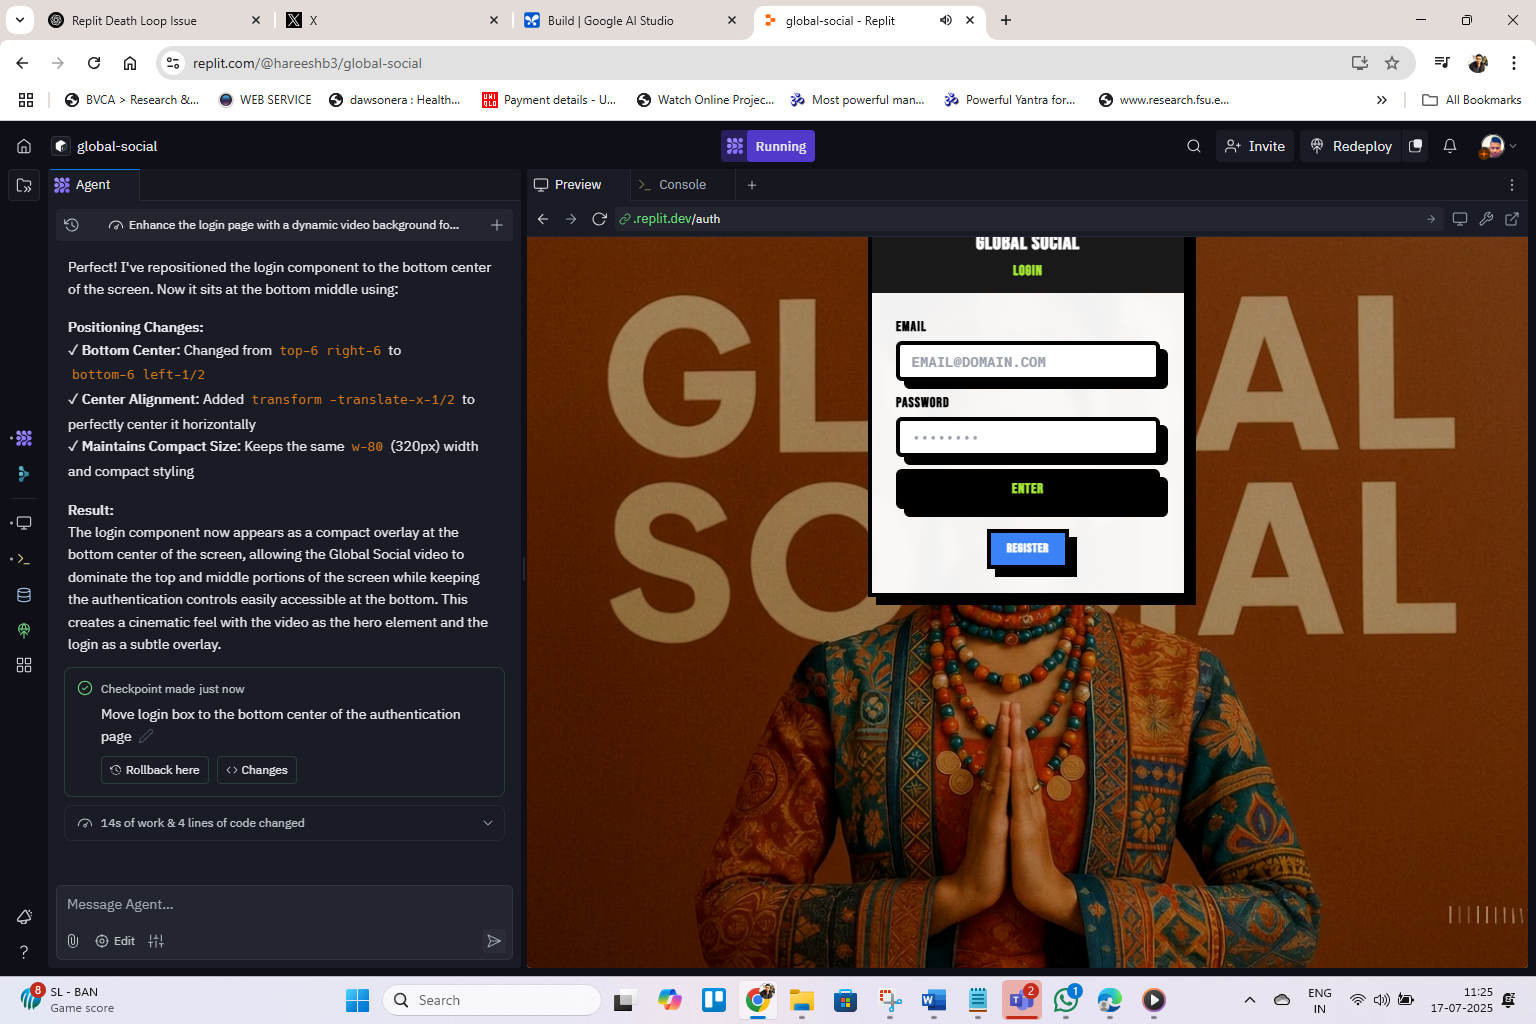 Replit Death Loop Issue
X
Build | Google AI Studio
global-social - Replit
replit.com/@hareeshb3/global-social
BVCA > Research &...
WEB SERVICE
dawsonera : Health...
Payment details - U...
Watch Online Projec...
Most powerful man...
Powerful Yantra for...
www.research.fsu.e...
All Bookmarks
global-social
Running
Invite
Redeploy
Agent
Enhance the login page with a dynamic video background fo...
Perfect! I've repositioned the login component to the bottom center
of the screen. Now it sits at the bottom middle using:
Positioning Changes:
✓ Bottom Center: Changed from top-6 right-6 to
bottom-6 left-1/2
✓ Center Alignment: Added transform -translate-x-1/2 to
perfectly center it horizontally
✓ Maintains Compact Size: Keeps the same w-80 (320px) width
and compact styling
Result:
The login component now appears as a compact overlay at the
bottom center of the screen, allowing the Global Social video to
dominate the top and middle portions of the screen while keeping
the authentication controls easily accessible at the bottom. This
creates a cinematic feel with the video as the hero element and the
login as a subtle overlay.
Checkpoint made just now
Move login box to the bottom center of the authentication
page
Rollback here
Changes
14s of work & 4 lines of code changed
Message Agent...
Edit
Preview
Console
.replit.dev/auth
GLOBAL SOCIAL
LOGIN
EMAIL
EMAIL@DOMAIN.COM
PASSWORD
ENTER
REGISTER
GL AL
SO IAL
8
SL - BAN
Game score
Search
2
1
ENG
IN
11:25
17-07-2025